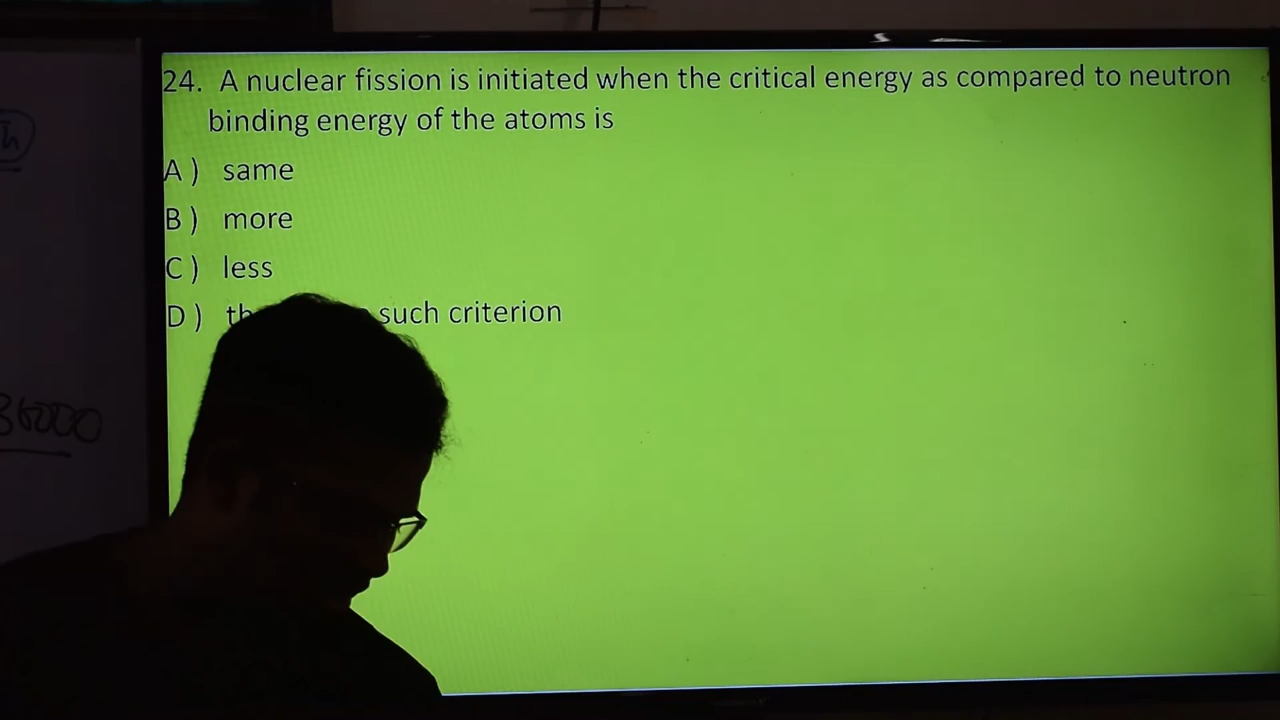 24. A nuclear fission is initiated when the critical energy as compared to neutron
binding energy of the atoms is
A) same
B) more
C) less
D) such criterion
36000